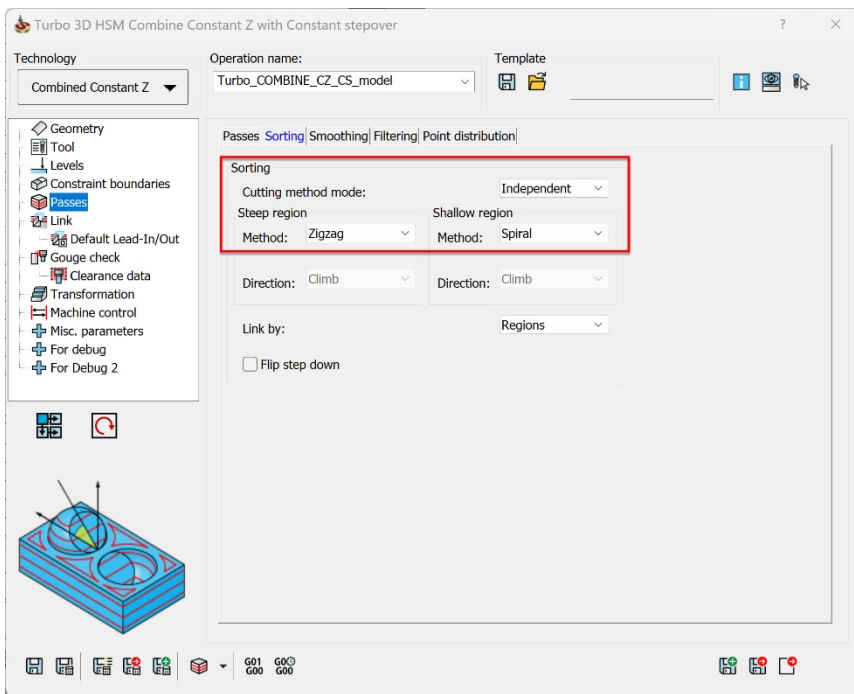 Turbo 3D HSM Combine Constant Z with Constant stepover
Technology
Combined Constant Z
Operation name:
Turbo_COMBINE_CZ_CS_model
Template
Geometry
Tool
Levels
Constraint boundaries
Passes
Link
Default Lead-In/Out
Gouge check
Clearance data
Transformation
Machine control
Misc. parameters
For debug
For Debug 2
Passes Sorting Smoothing Filtering Point distribution
Sorting
Cutting method mode: Independent
Steep region Shallow region
Method: Zigzag Method: Spiral
Direction: Climb Direction: Climb
Link by: Regions
Flip step down
G01 G00
G00 G00